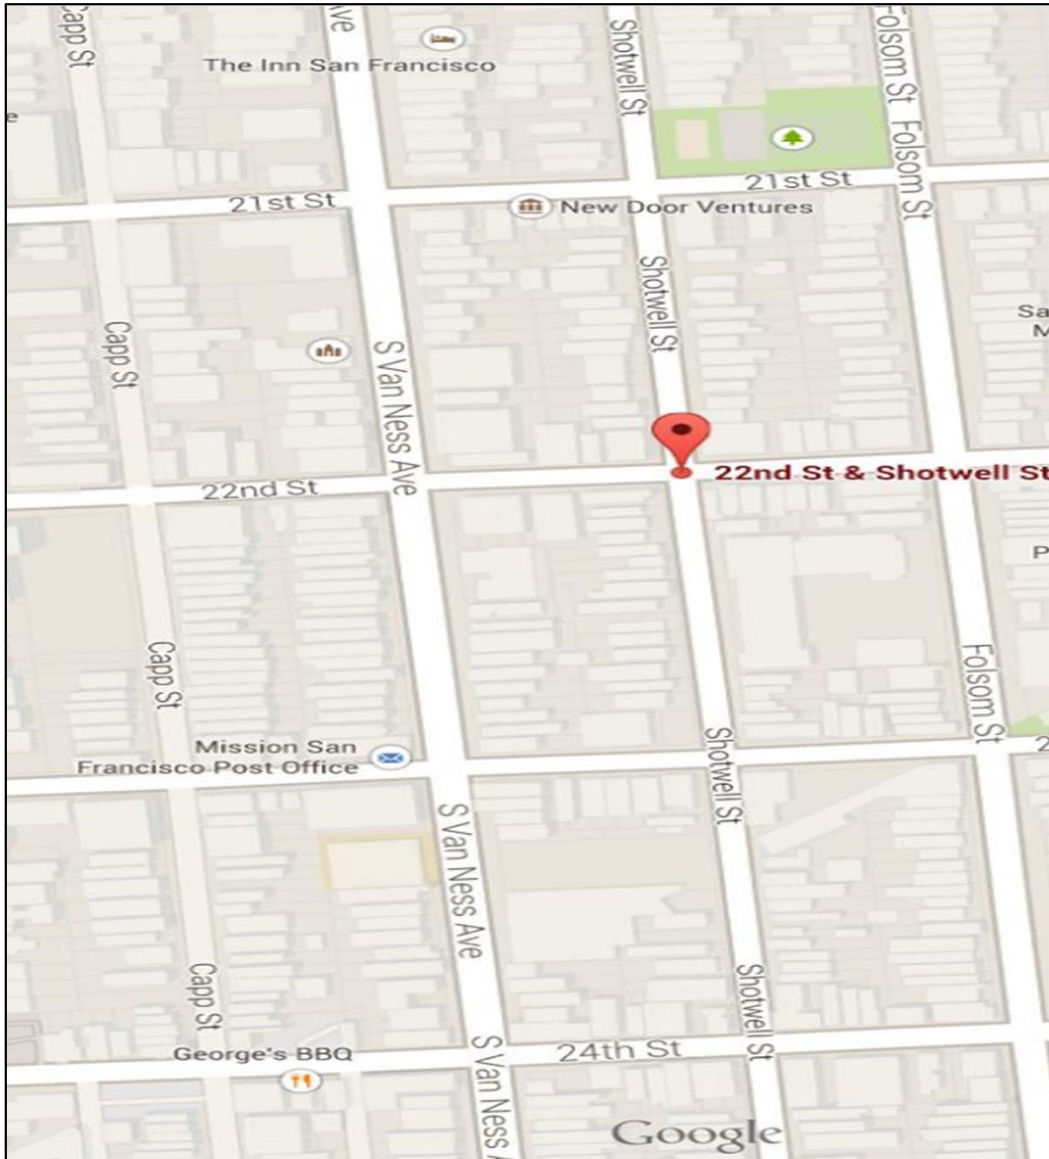 Capp St
Ave
The Inn San Francisco
Shotwell St
Folsom St
Folsom St
e
21st St
21st St
New Door Ventures
Shotwell St
Sa
M
Capp St
S Van Ness Ave
22nd St & Shotwell St
22nd St
P
Capp St
Folsom St
Shotwell St
2
Mission San
Francisco Post Office
S Van Ness Ave
Capp St
Shotwell St
24th St
George's BBQ
S Van Ness A
Google